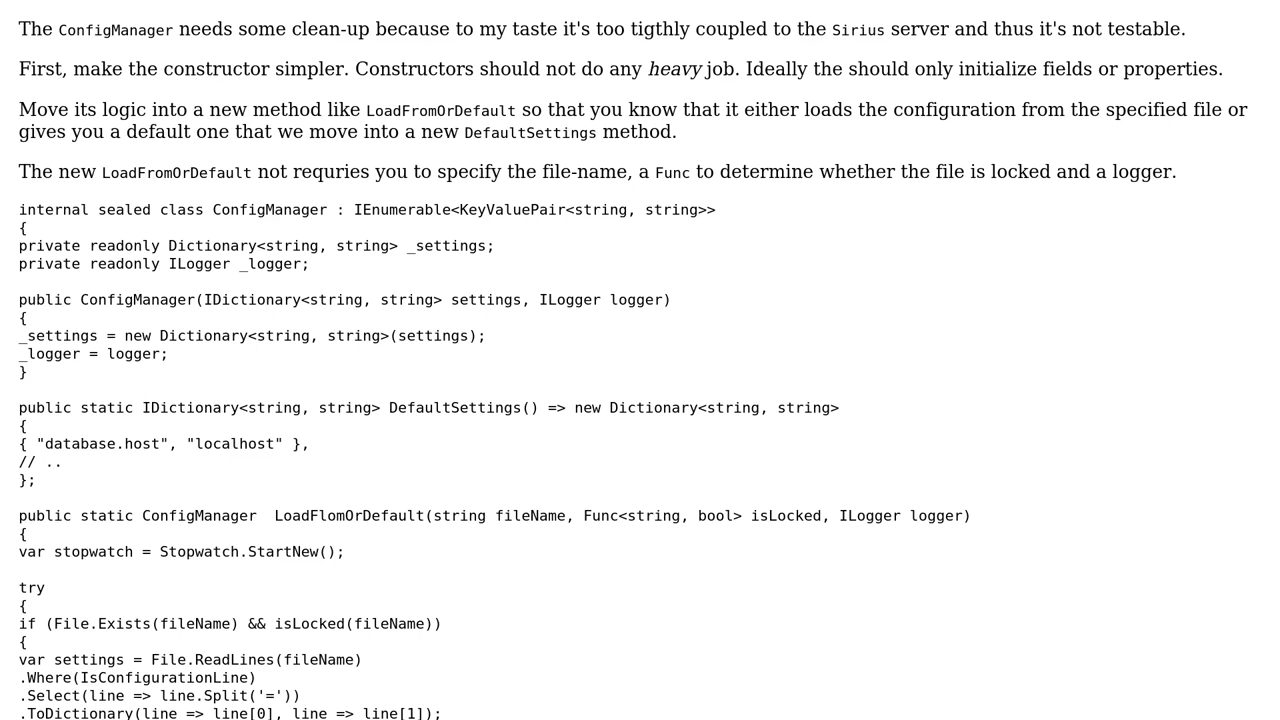 The ConfigManager needs some clean-up because to my taste it's too tigthly coupled to the Sirius server and thus it's not testable.
First, make the constructor simpler. Constructors should not do any heavy job. Ideally the should only initialize fields or properties.
Move its logic into a new method like LoadFromOrDefault so that you know that it either loads the configuration from the specified file or
gives you a default one that we move into a new DefaultSettings method.
The new LoadFromOrDefault not requries you to specify the file-name, a Func to determine whether the file is locked and a logger.
internal sealed class ConfigManager : IEnumerable<KeyValuePair<string, string>>
{
private readonly Dictionary<string, string> _settings;
private readonly ILogger _logger;
public ConfigManager(IDictionary<string, string> settings, ILogger logger)
{
_settings = new Dictionary<string, string>(settings);
_logger = logger;
}
public static IDictionary<string, string> DefaultSettings() => new Dictionary<string, string>
{
{ "database.host", "localhost" },
// ..
};
public static ConfigManager  LoadFlomOrDefault(string fileName, Func<string, bool> isLocked, ILogger logger)
{
var stopwatch = Stopwatch.StartNew();
try
{
if (File.Exists(fileName) && isLocked(fileName))
{
var settings = File.ReadLines(fileName)
.Where(IsConfigurationLine)
.Select(line => line.Split('='))
.ToDictionary(line => line[0], line => line[1]);